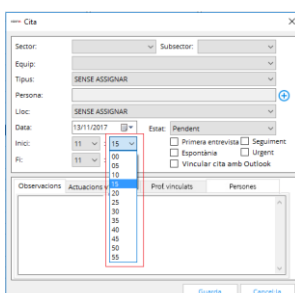 Cita
Sector: Subsector:
Equip:
Tipus: SENSE ASSIGNAR
Persona:
Lloc: SENSE ASSIGNAR
Data: 13/11/2017 Estat: Pendent
Inici: 11 : 15 Primera entrevista Seguiment
Espontània Urgent
Fi: 11 Vincular cita amb Outlook
00
05
10
15
20
25
30
35
40
45
50
55
Observacions Actuacions Prof. vinculats Persones
Guarda Cancel·la